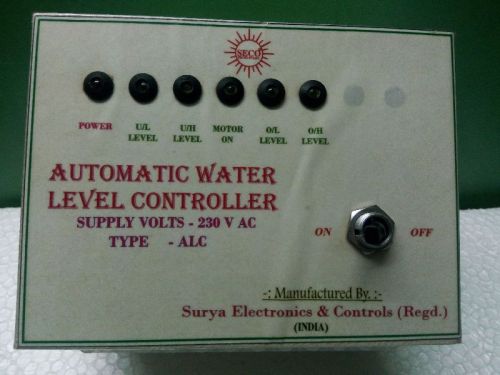 SECO
POWER
U/L LEVEL
U/H LEVEL
MOTOR ON
O/L LEVEL
O/H LEVEL
AUTOMATIC WATER
LEVEL CONTROLLER
SUPPLY VOLTS - 230 V AC
TYPE - ALC
ON OFF
-: Manufactured By. :-
Surya Electronics & Controls (Regd.)
(INDIA)